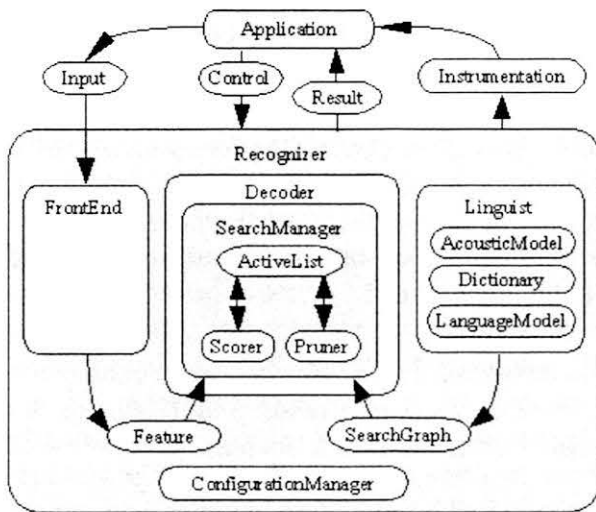 Application
Input
Control
Result
Instrumentation
Recognizer
FrontEnd
Decoder
Linguist
SearchManager
ActiveList
AcousticModel
Dictionary
LanguageModel
Scorer
Pruner
Feature
SearchGraph
ConfigurationManager